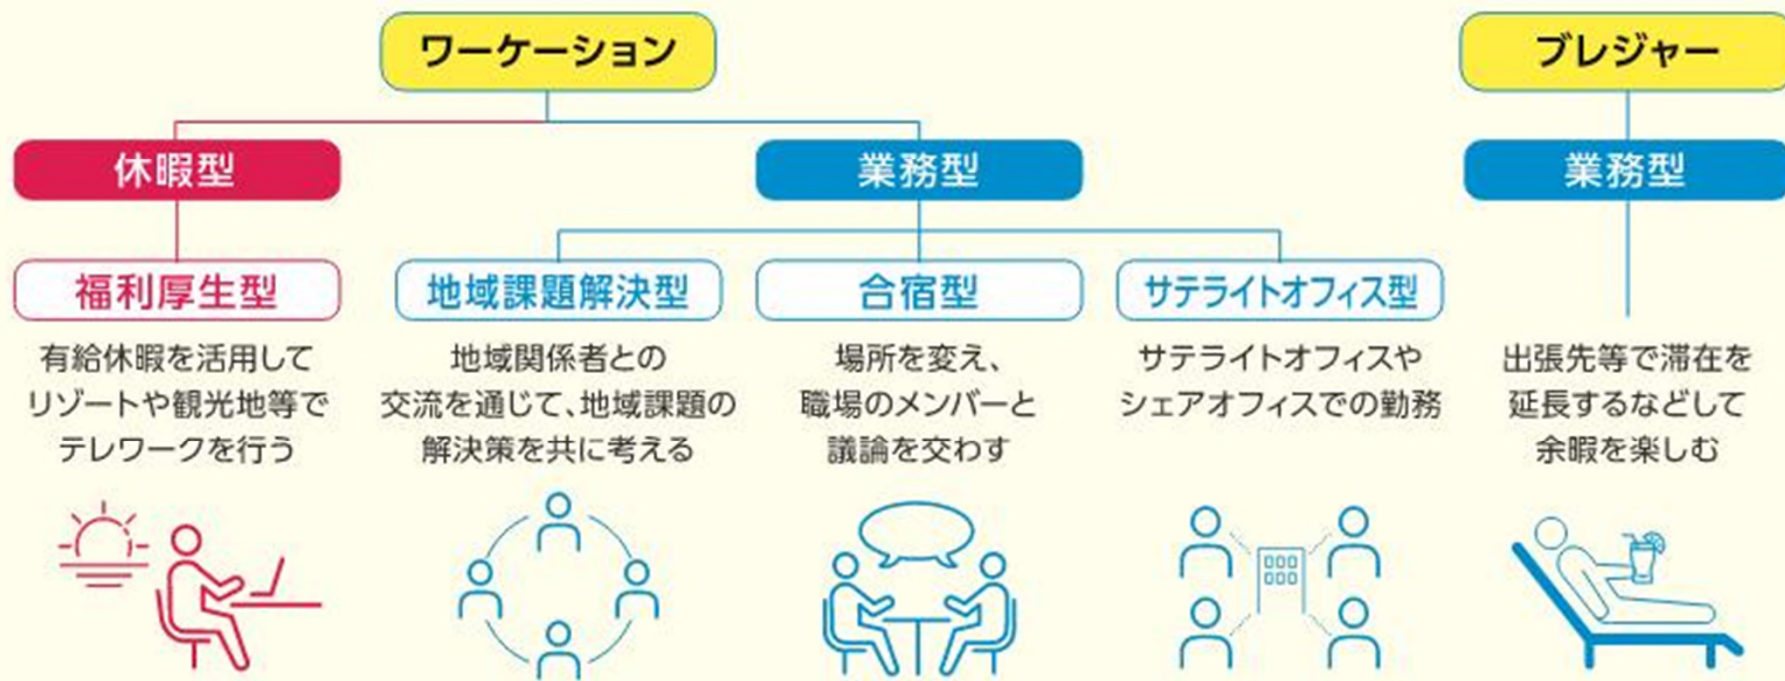 ワーケーション
ブレジャー
休暇型
業務型
業務型
福利厚生型
地域課題解決型
合宿型
サテライトオフィス型
有給休暇を活用して
リゾートや観光地等で
テレワークを行う
地域関係者との
交流を通じて、地域課題の
解決策を共に考える
場所を変え、
職場のメンバーと
議論を交わす
サテライトオフィスや
シェアオフィスでの勤務
出張先等で滞在を
延長するなどして
余暇を楽しむ